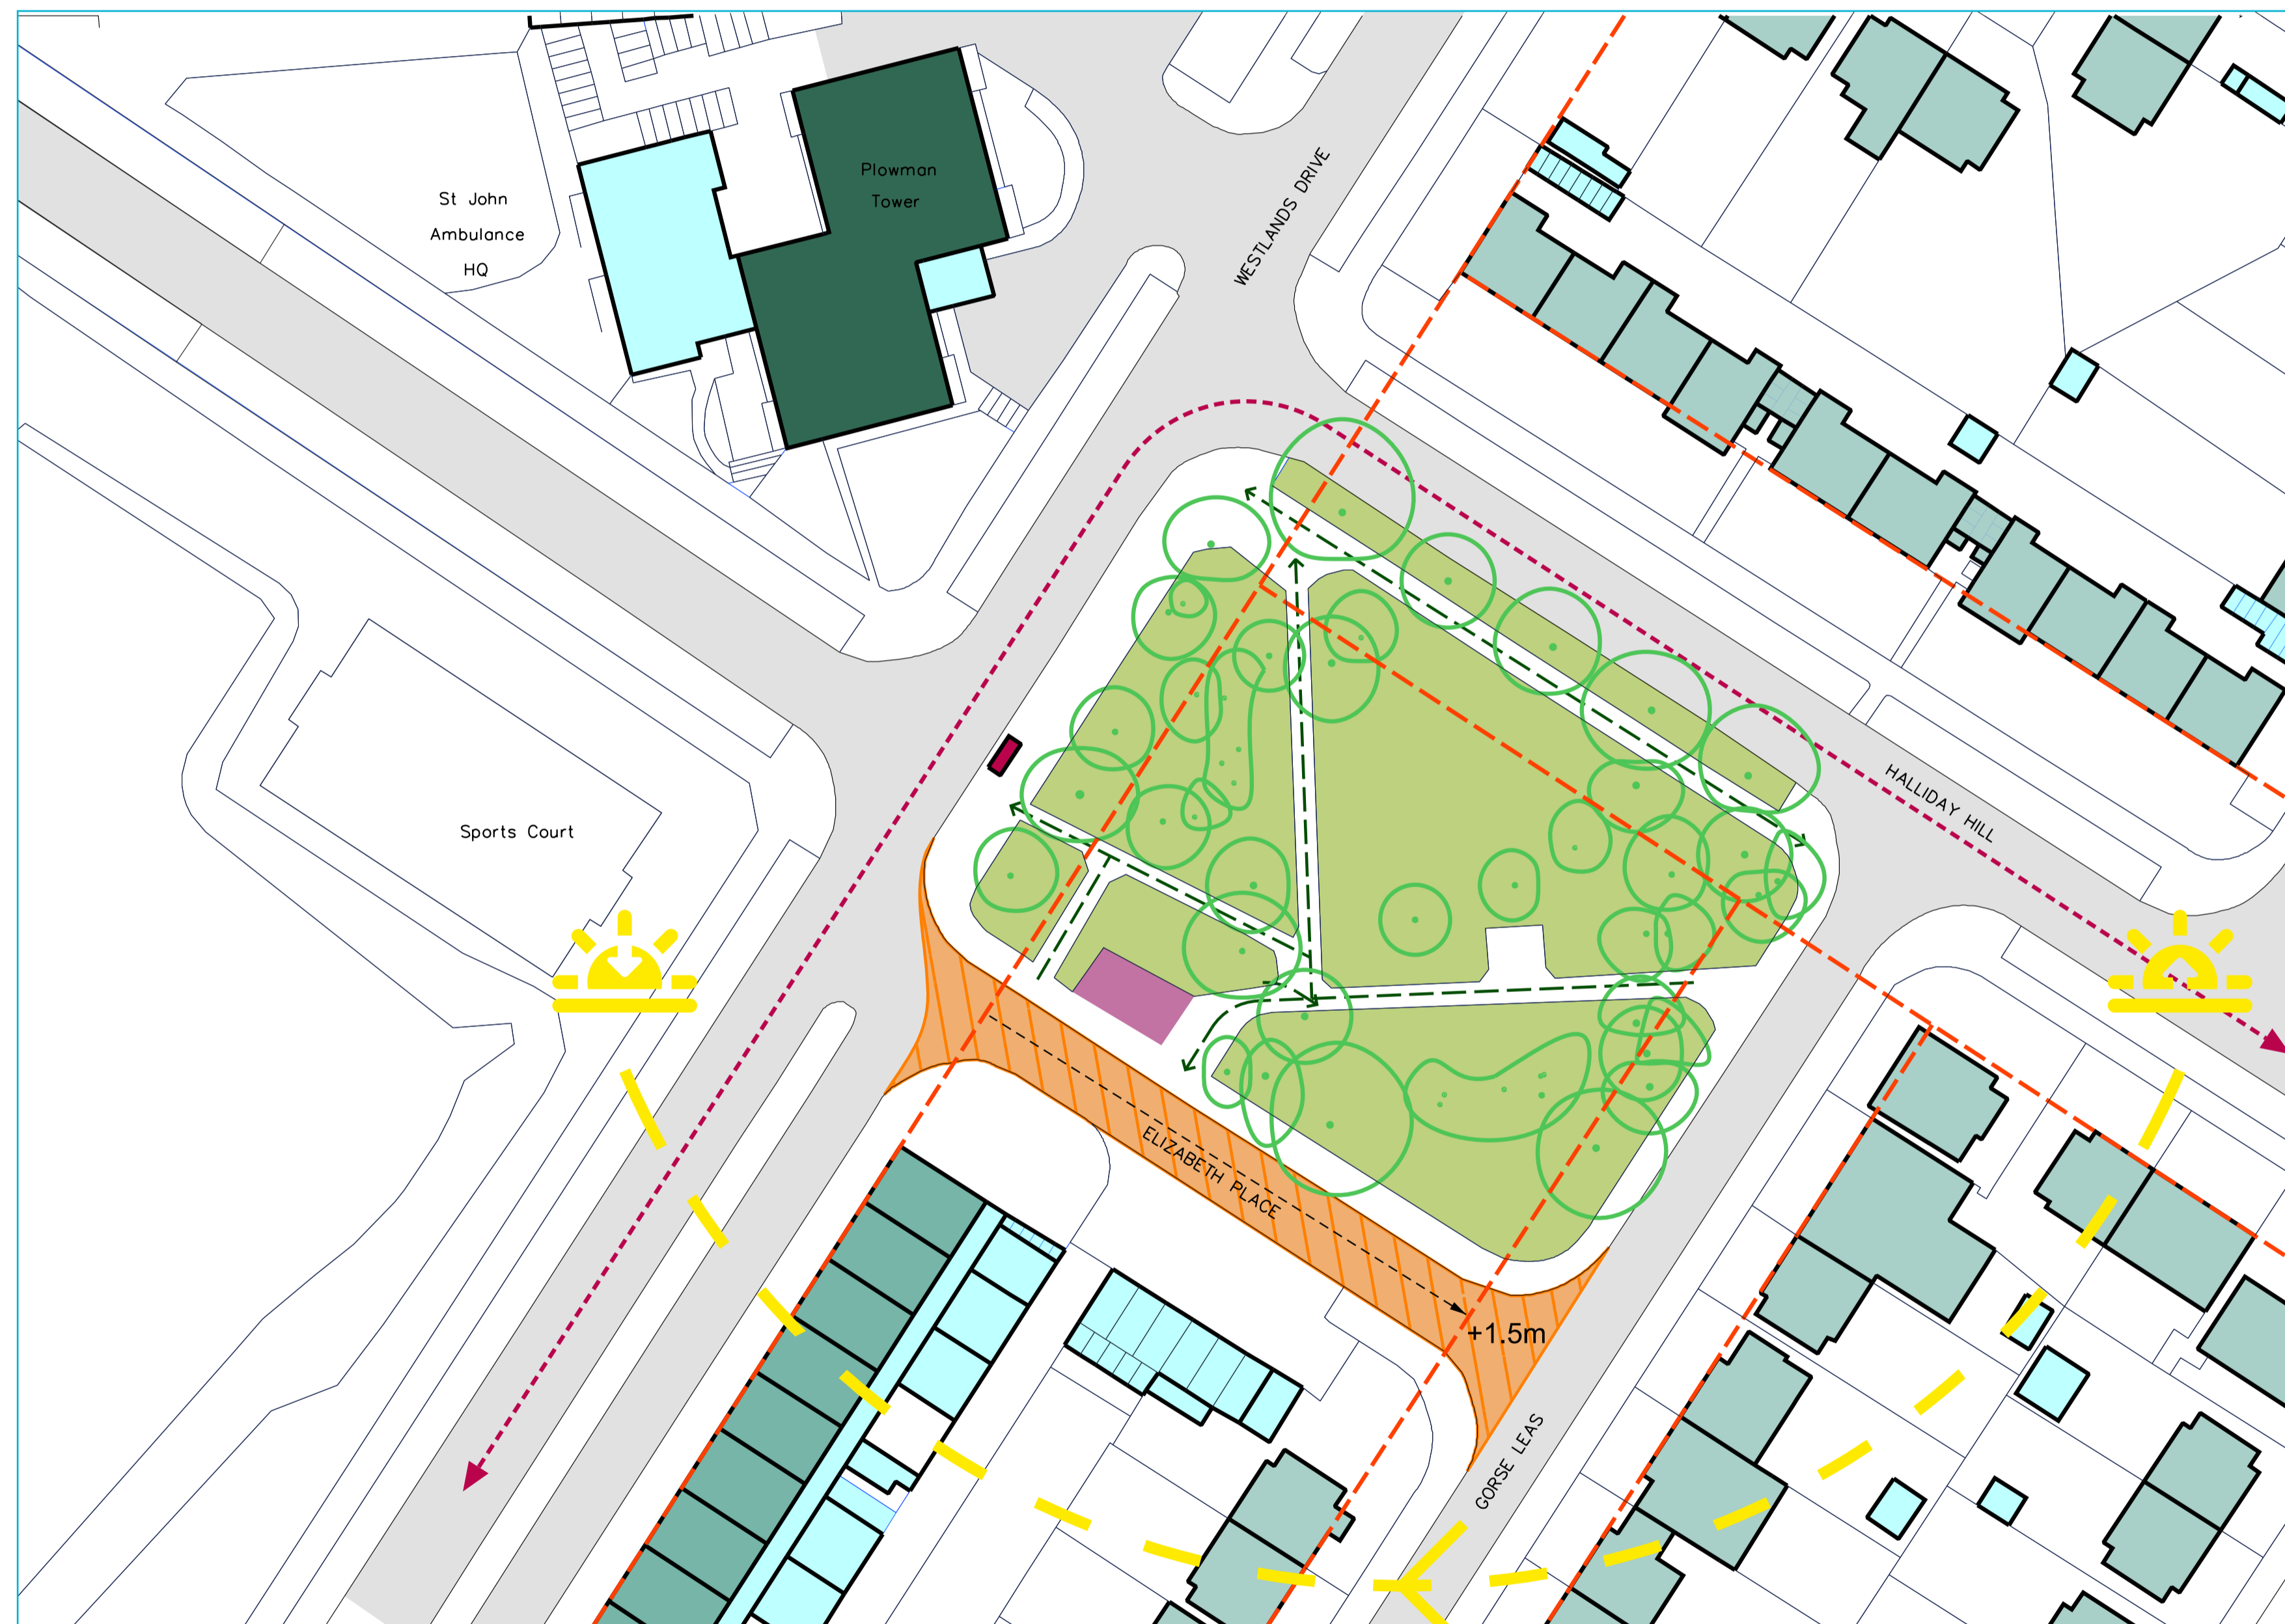 Plowman
Tower
St John
Ambulance
HQ
WESTLANDS DRIVE
Sports Court
HALLIDAY HILL
ELIZABETH PLACE
+1.5m
GORSE LEAS